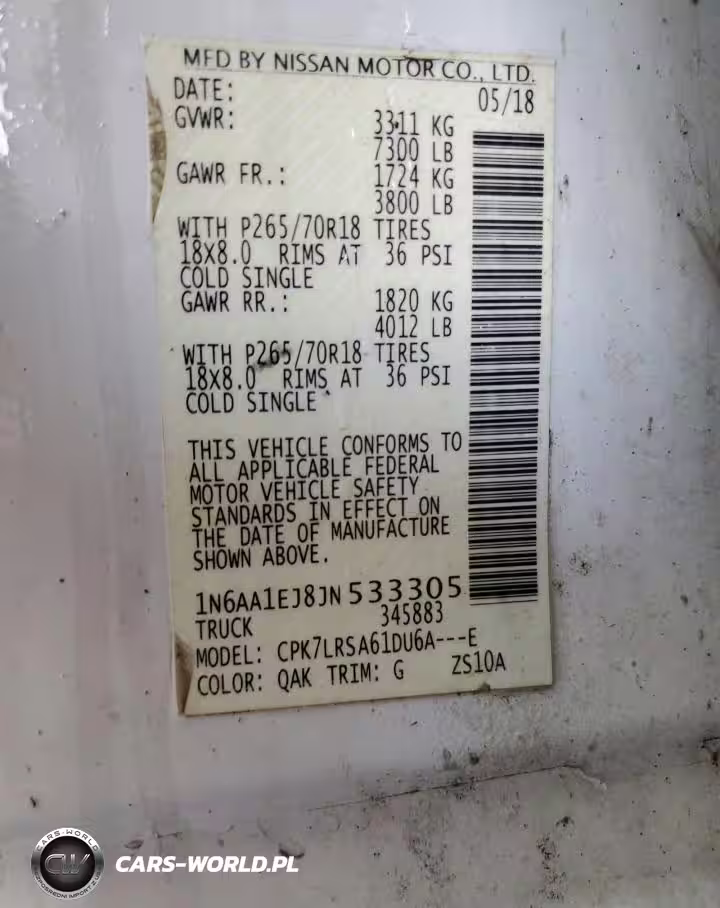 MFD BY NISSAN MOTOR CO., LTD.
DATE: 05/18
GVWR: 3311 KG
7300 LB
GAWR FR.: 1724 KG
3800 LB
WITH P265/70R18 TIRES
18X8.0 RIMS AT 36 PSI
COLD SINGLE
GAWR RR.: 1820 KG
4012 LB
WITH P265/70R18 TIRES
18X8.0 RIMS AT 36 PSI
COLD SINGLE
THIS VEHICLE CONFORMS TO
ALL APPLICABLE FEDERAL
MOTOR VEHICLE SAFETY
STANDARDS IN EFFECT ON
THE DATE OF MANUFACTURE
SHOWN ABOVE.
1N6AA1EJ8JN533305
TRUCK 345883
MODEL: CPK7LRSA61DU6A---E
COLOR: QAK TRIM: G ZS10A
CARS-WORLD
CW
CARS-WORLD.PL